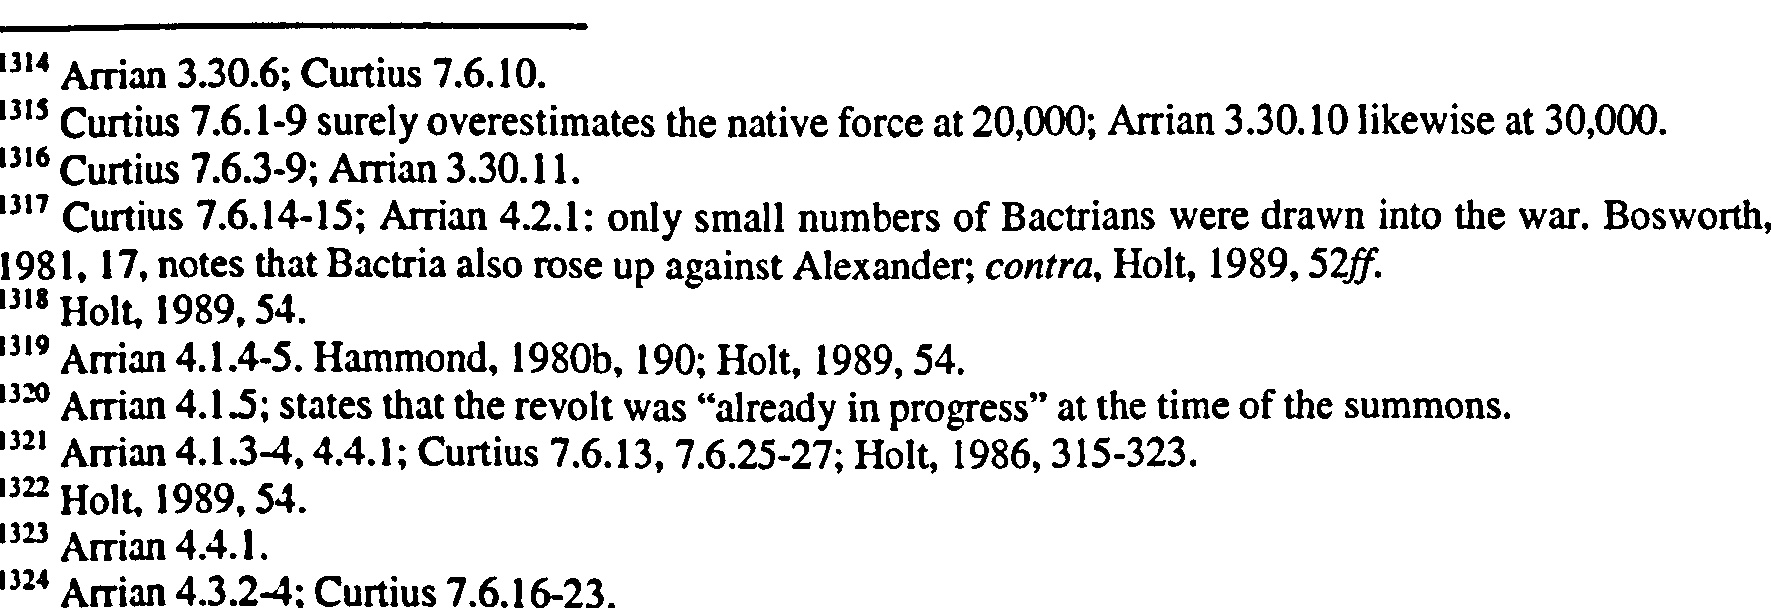 1314 Arrian 3.30.6; Curtius 7.6.10.
1315 Curtius 7.6.1-9 surely overestimates the native force at 20,000; Arrian 3.30.10 likewise at 30,000.
1316 Curtius 7.6.3-9; Arrian 3.30.11.
1317 Curtius 7.6.14-15; Arrian 4.2.1: only small numbers of Bactrians were drawn into the war. Bosworth,
1981, 17, notes that Bactria also rose up against Alexander; contra, Holt, 1989, 52ff.
1318 Holt, 1989, 54.
1319 Arrian 4.1.4-5. Hammond, 1980b, 190; Holt, 1989, 54.
1320 Arrian 4.1.5; states that the revolt was “already in progress” at the time of the summons.
1321 Arrian 4.1.3-4, 4.4.1; Curtius 7.6.13, 7.6.25-27; Holt, 1986, 315-323.
1322 Holt, 1989, 54.
1323 Arrian 4.4.1.
1324 Arrian 4.3.2-4; Curtius 7.6.16-23.